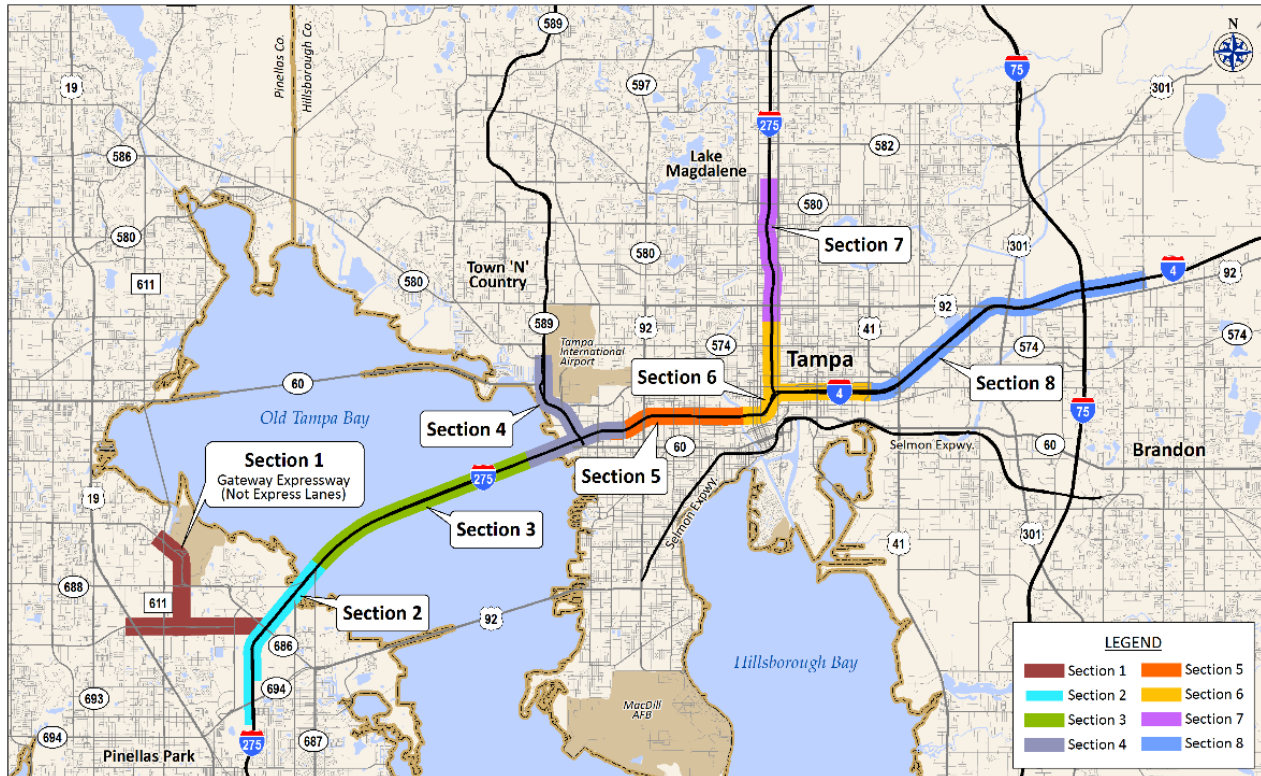 589
N
19
Pinellas Co.
Hillsborough Co.
597
75
301
275
586
582
Lake
Magdalene
580
580
Section 7
580
301
611
Town 'N'
Country
580
4
92
589
92
92
41
574
574
574
Tampa
International
Airport
Tampa
Section 6
60
Section 8
Old Tampa Bay
4
75
Section 4
Selmon Expwy.
60
60
Section 1
Gateway Expressway
(Not Express Lanes)
Section 5
Brandon
275
19
Section 3
Selmon Expwy.
301
41
688
611
Section 2
92
686
LEGEND
Hillsborough Bay
Section 1
Section 5
694
Section 2
Section 6
693
MacDill
AFB
Section 3
Section 7
694
275
687
Section 4
Section 8
Pinellas Park